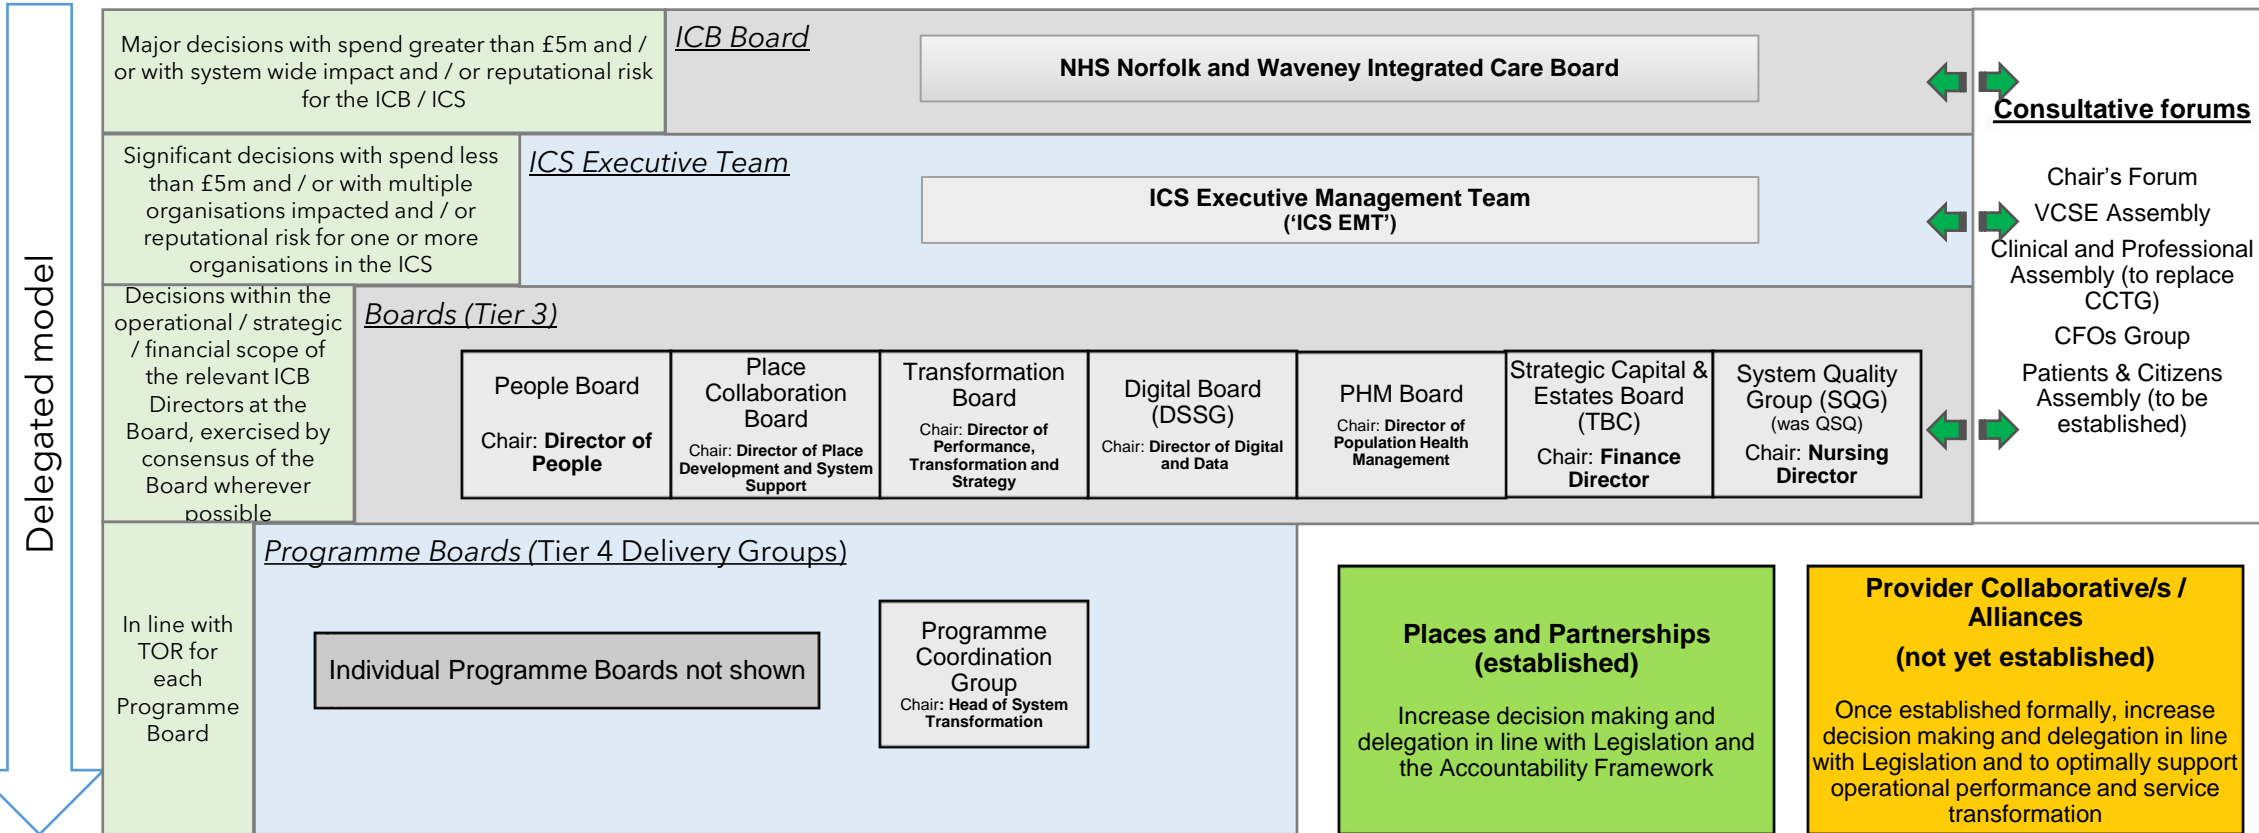 Delegated model
Major decisions with spend greater than £5m and /
or with system wide impact and / or reputational risk
for the ICB / ICS
ICB Board
NHS Norfolk and Waveney Integrated Care Board
Significant decisions with spend less
than £5m and / or with multiple
organisations impacted and / or
reputational risk for one or more
organisations in the ICS
ICS Executive Team
ICS Executive Management Team
(‘ICS EMT’)
Decisions within the
operational / strategic
/ financial scope of
the relevant ICB
Directors at the
Board, exercised by
consensus of the
Board wherever
possible
Boards (Tier 3)
People Board
Chair: Director of
People
Place
Collaboration
Board
Chair: Director of Place
Development and System
Support
Transformation
Board
Chair: Director of
Performance,
Transformation and
Strategy
Digital Board
(DSSG)
Chair: Director of Digital
and Data
PHM Board
Chair: Director of
Population Health
Management
Strategic Capital &
Estates Board
(TBC)
Chair: Finance
Director
System Quality
Group (SQG)
(was QSQ)
Chair: Nursing
Director
Consultative forums
Chair’s Forum
VCSE Assembly
Clinical and Professional
Assembly (to replace
CCTG)
CFOs Group
Patients & Citizens
Assembly (to be
established)
In line with
TOR for
each
Programme
Board
Programme Boards (Tier 4 Delivery Groups)
Individual Programme Boards not shown
Programme
Coordination
Group
Chair: Head of System
Transformation
Places and Partnerships
(established)
Increase decision making and
delegation in line with Legislation and
the Accountability Framework
Provider Collaborative/s /
Alliances
(not yet established)
Once established formally, increase
decision making and delegation in line
with Legislation and to optimally support
operational performance and service
transformation